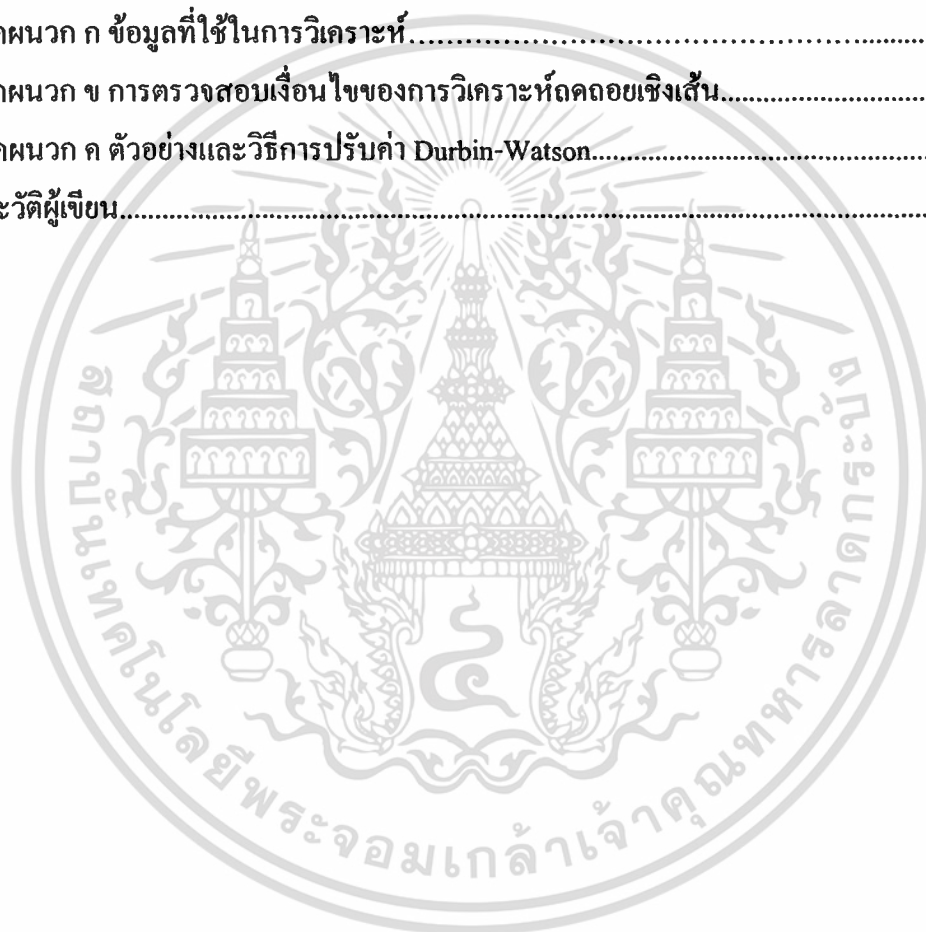 ผนวก ก ข้อมูลที่ใช้ในการวิเคราะห์........................................................
ผนวก ข การตรวจสอบเงื่อนไขของการวิเคราะห์ถดถอยเชิงเส้น........................................
ผนวก ค ตัวอย่างและวิธีการปรับค่า Durbin-Watson........................................
ะวัติผู้เขียน........................................................................................
สถาบันเทคโนโลยีพระจอมเกล้าเจ้าคุณทหารลาดกระบัง
๔